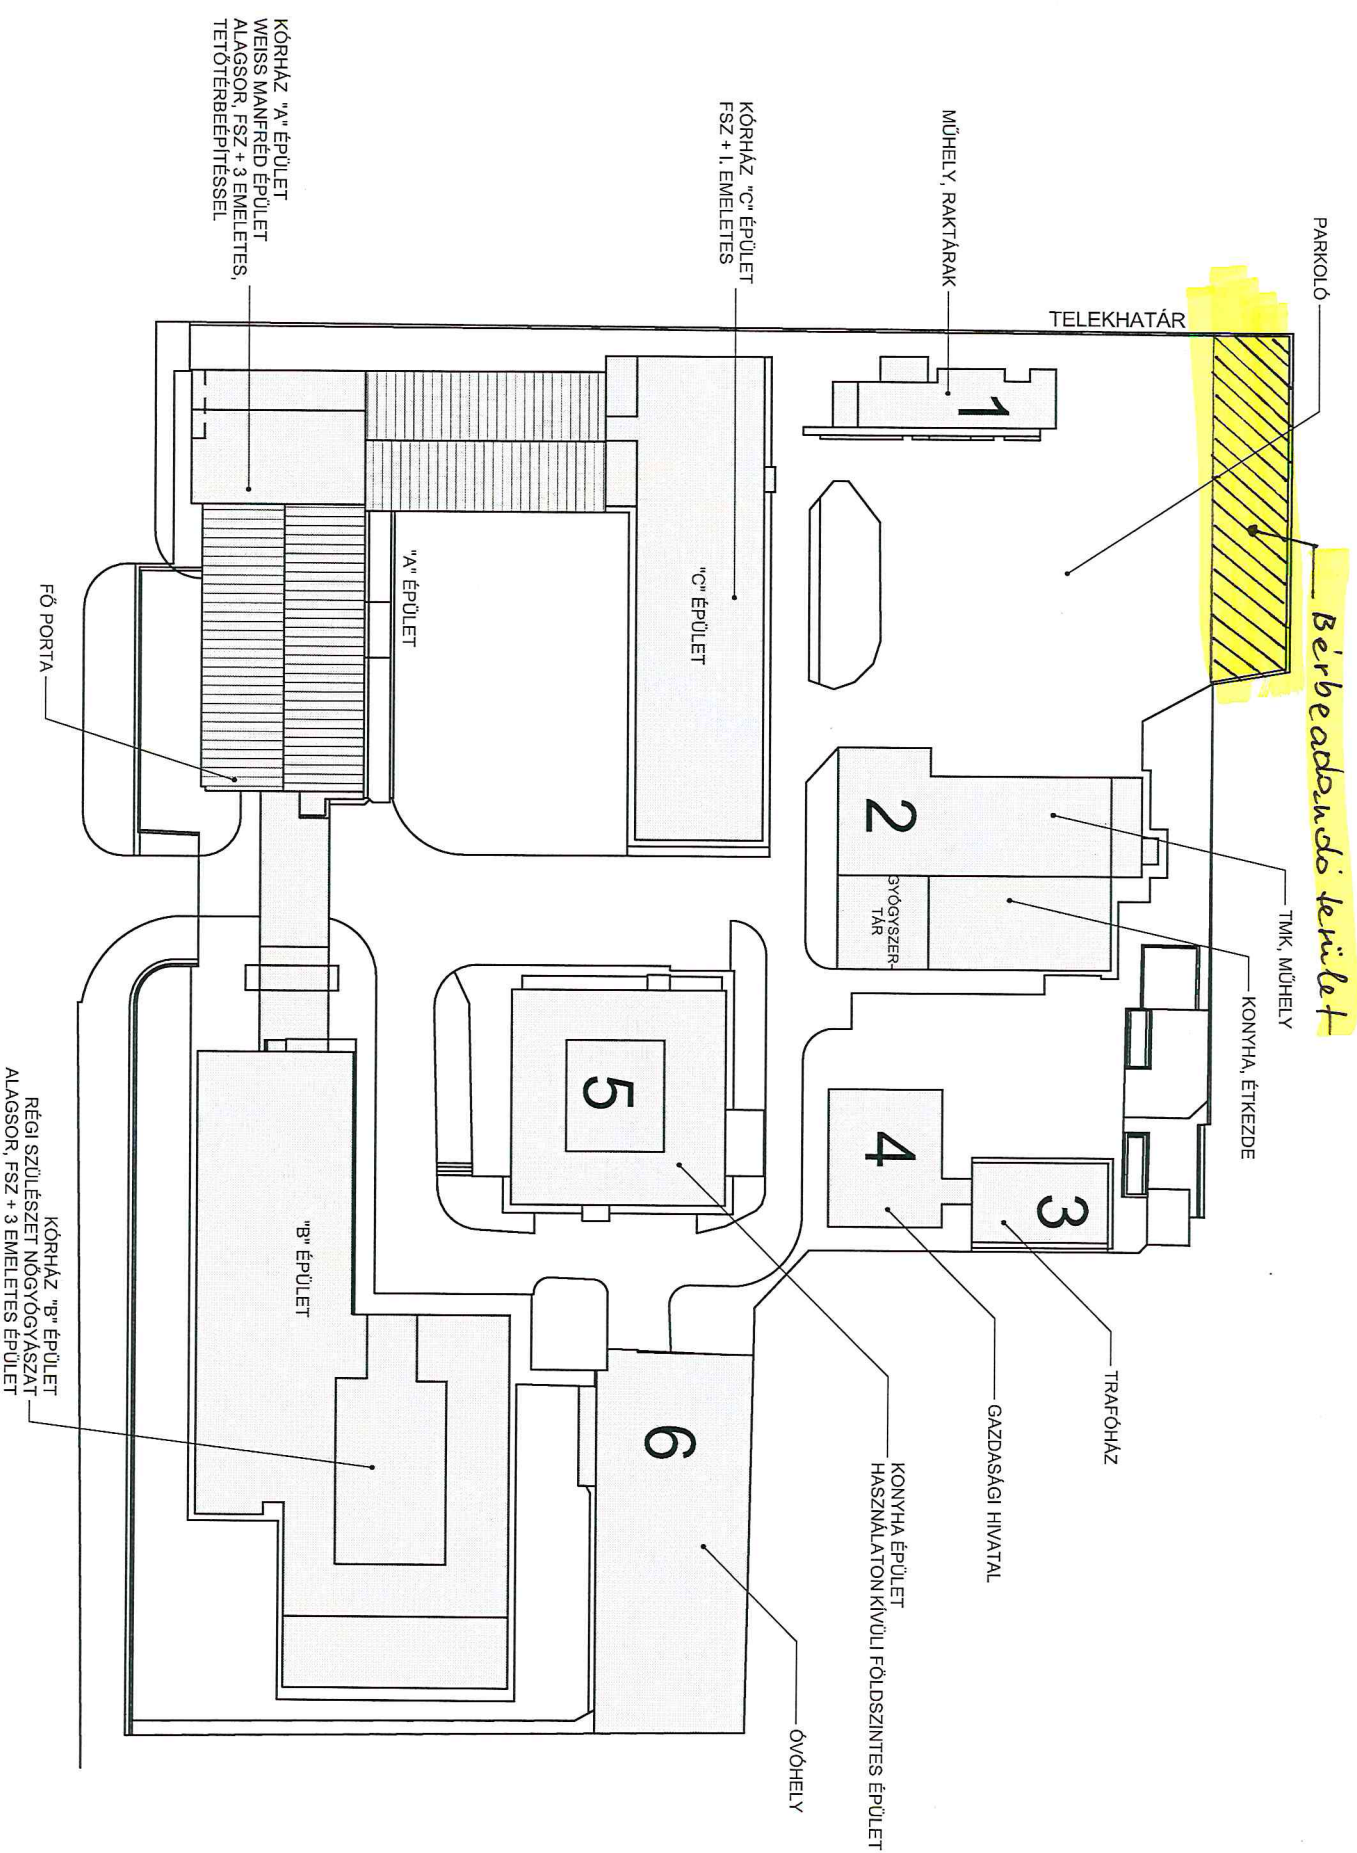 PARKOLÓ
Bérbeadandó terület
TMK, MŰHELY
KONYHA, ÉTKEZDE
TRAFÓHÁZ
GAZDASÁGI HIVATAL
KONYHA ÉPÜLET
HASZNÁLATON KÍVÜLI FÖLDSZINTES ÉPÜLET
ÓVÓHELY
MŰHELY, RAKTÁRAK
TELEKHATÁR
1
2
GYÓGYSZER-
TÁR
3
4
KÓRHÁZ "C" ÉPÜLET
FSZ + I. EMELETES
"C" ÉPÜLET
5
6
KÓRHÁZ "A" ÉPÜLET
WEISS MANFRÉD ÉPÜLET
ALAGSOR, FSZ + 3 EMELETES,
TETŐTÉRBEÉPÍTÉSSEL
"A" ÉPÜLET
"B" ÉPÜLET
FŐ PORTA
KÓRHÁZ "B" ÉPÜLET
RÉGI SZÜLÉSZET NŐGYÓGYÁSZAT
ALAGSOR, FSZ + 3 EMELETES ÉPÜLET